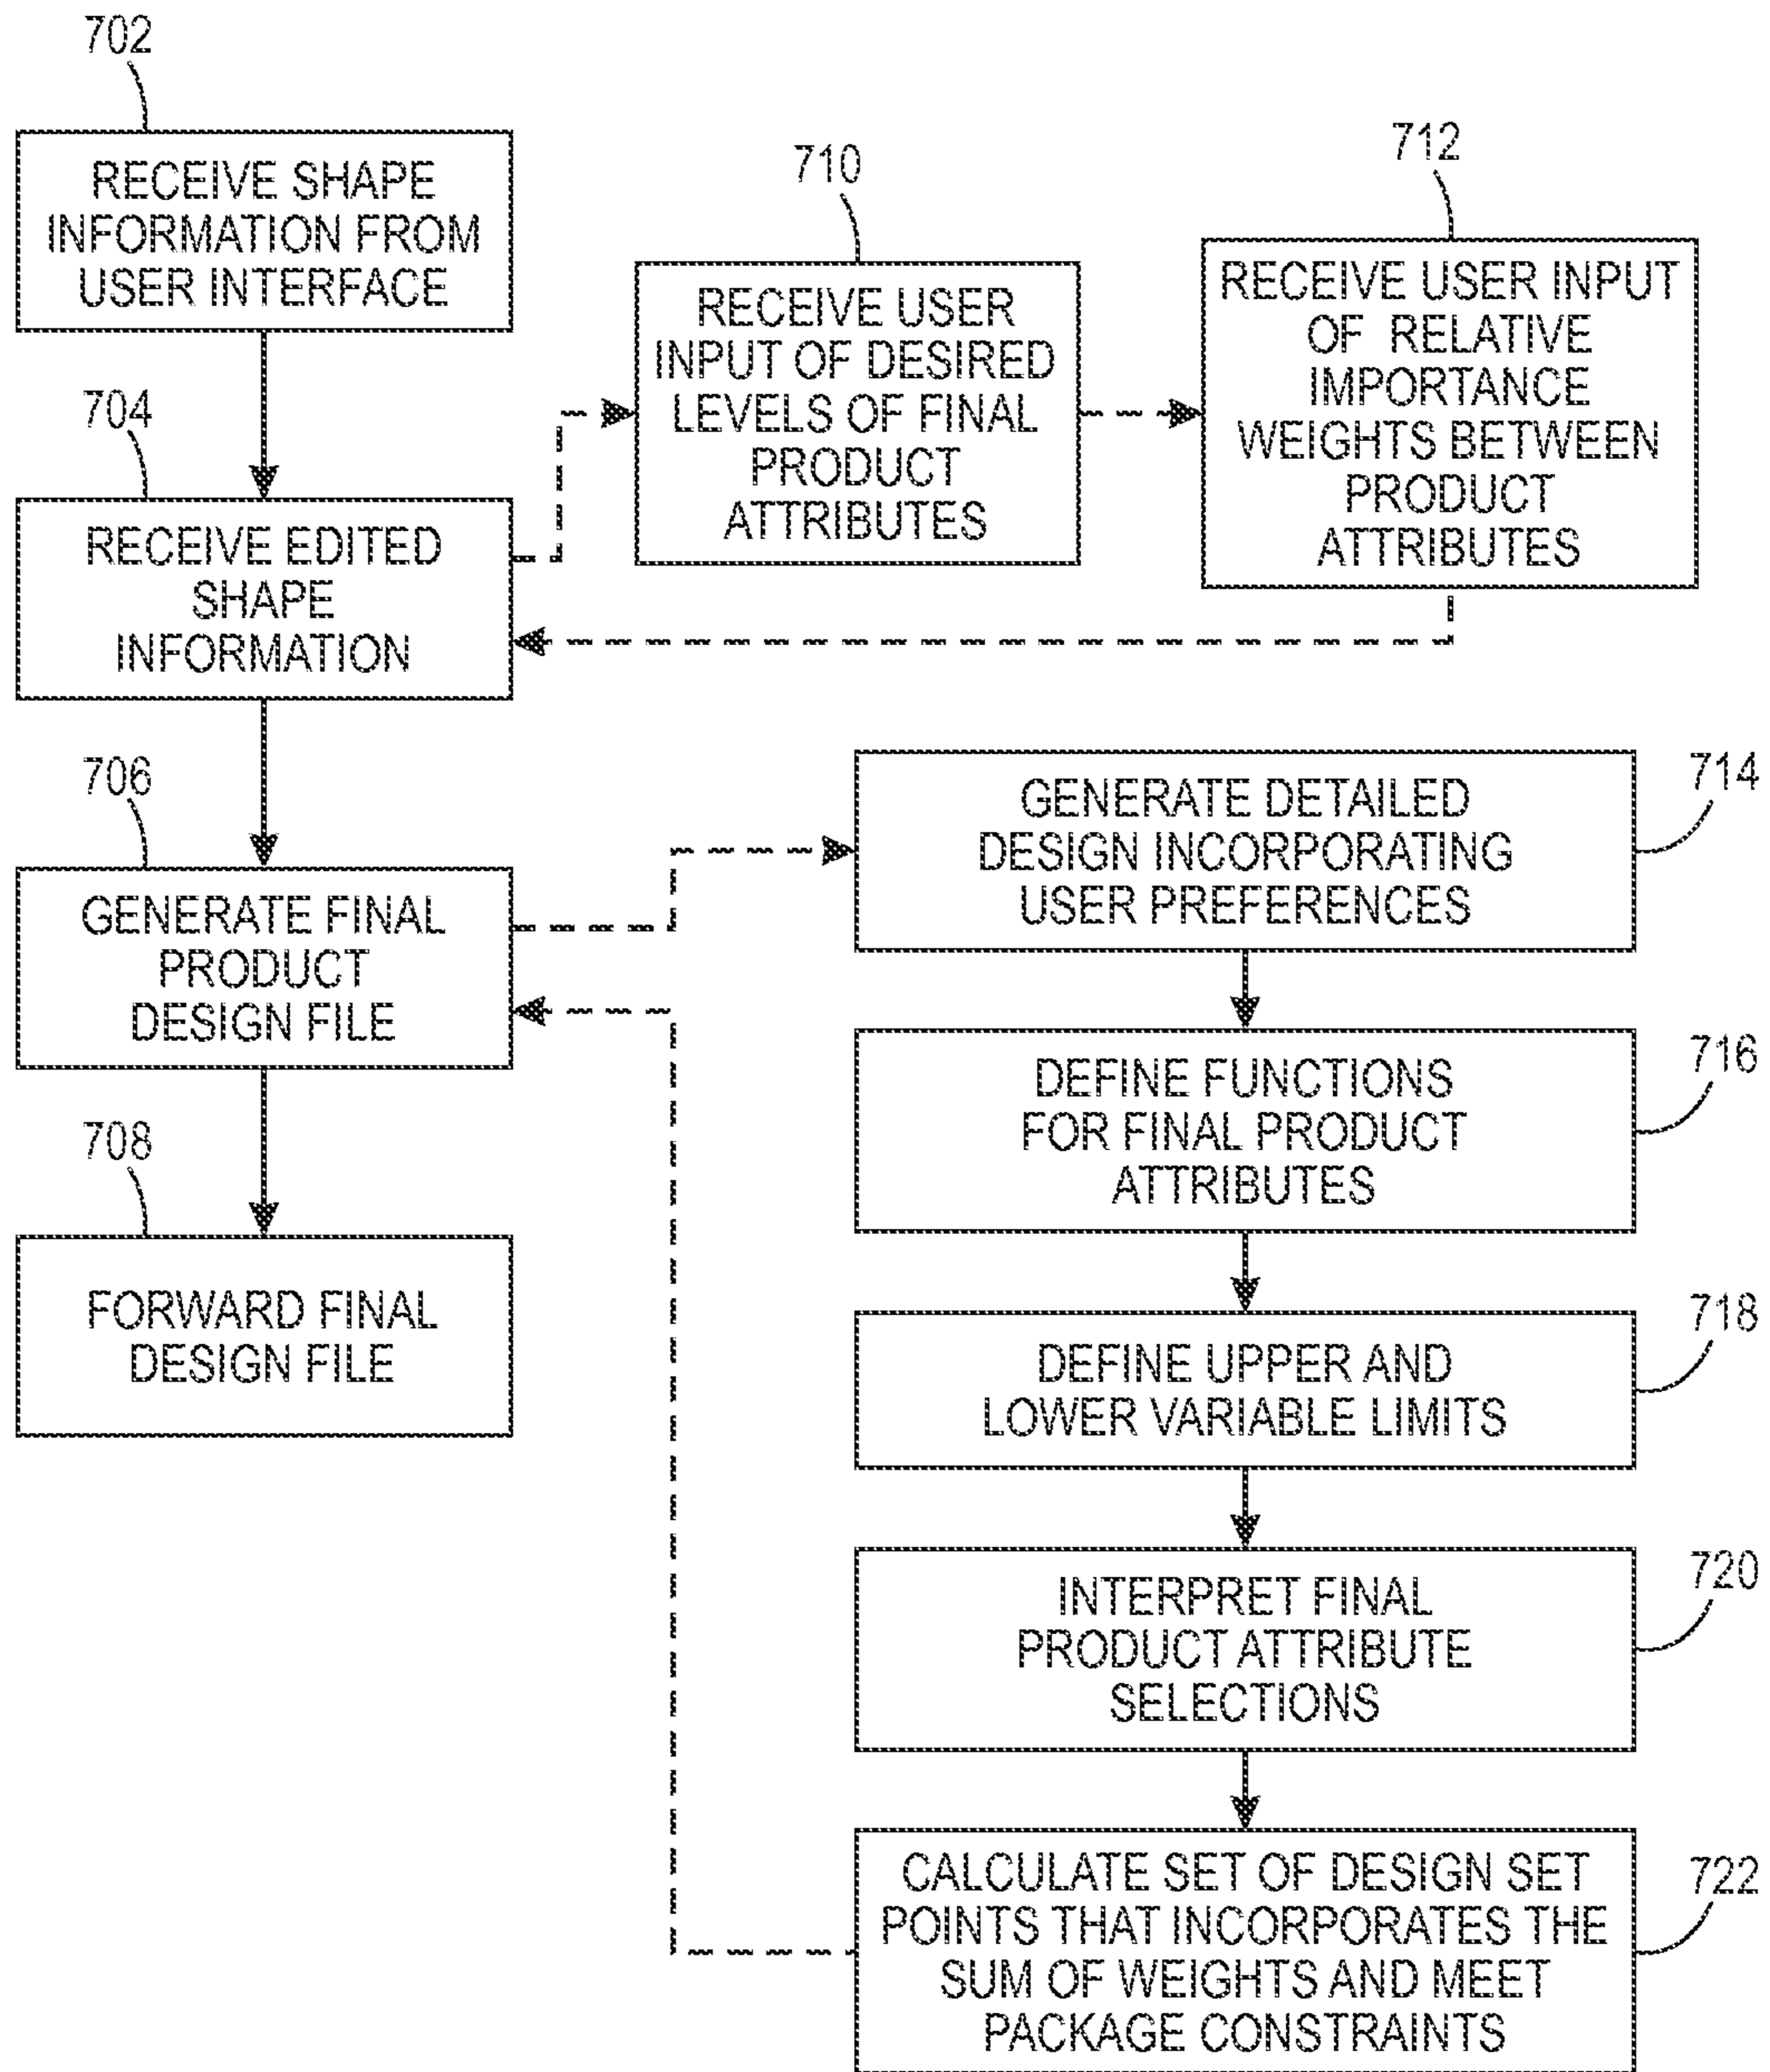 702
RECEIVE SHAPE
INFORMATION FROM
USER INTERFACE
704
RECEIVE EDITED
SHAPE
INFORMATION
706
GENERATE FINAL
PRODUCT
DESIGN FILE
708
FORWARD FINAL
DESIGN FILE
710
RECEIVE USER
INPUT OF DESIRED
LEVELS OF FINAL
PRODUCT
ATTRIBUTES
712
RECEIVE USER INPUT
OF RELATIVE
IMPORTANCE
WEIGHTS BETWEEN
PRODUCT
ATTRIBUTES
714
GENERATE DETAILED
DESIGN INCORPORATING
USER PREFERENCES
716
DEFINE FUNCTIONS
FOR FINAL PRODUCT
ATTRIBUTES
718
DEFINE UPPER AND
LOWER VARIABLE LIMITS
720
INTERPRET FINAL
PRODUCT ATTRIBUTE
SELECTIONS
722
CALCULATE SET OF DESIGN SET
POINTS THAT INCORPORATES THE
SUM OF WEIGHTS AND MEET
PACKAGE CONSTRAINTS